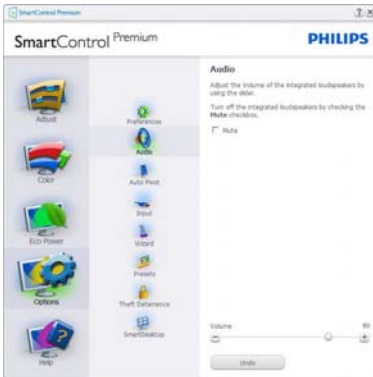 SmartControl Premium
SmartControl Premium
PHILIPS
Adjust
Color
Eco Power
Options
Help
Preferences
Audio
Auto Pivot
Input
Wizard
Presets
Theft Deterrence
SmartDesktop
Audio
Adjust the Volume of the integrated loudspeakers by
using the slider.
Turn off the integrated loudspeakers by checking the
Mute checkbox.
Mute
Volume
Undo